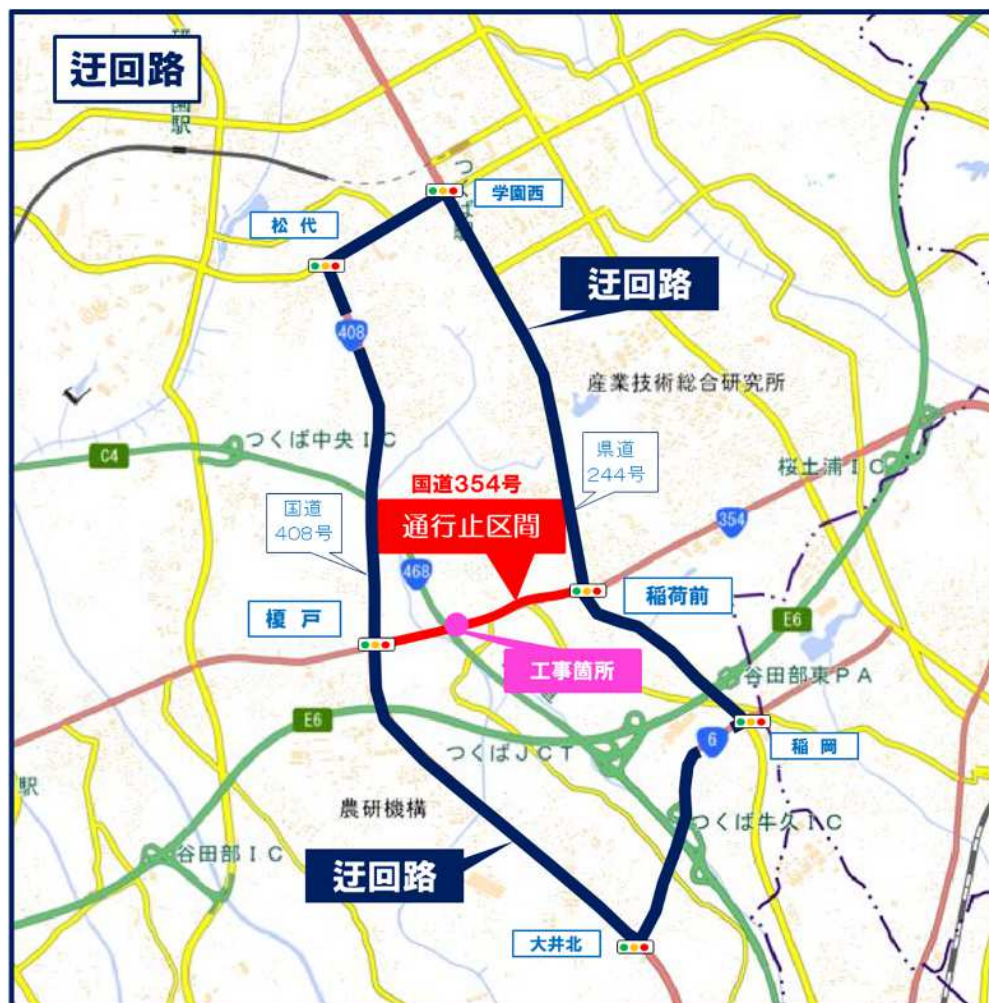 迂回路
学園西
つくば駅
松代
迂回路
408
産業技術総合研究所
つくば中央IC
C4
県道
244号
桜土浦IC
国道354号
国道
408号
通行止区間
354
468
稲荷前
榎戸
E6
工事箇所
谷田部東PA
E6
6
稲岡
つくばJCT
農研機構
つくば牛久IC
谷田部IC
迂回路
大井北
駅